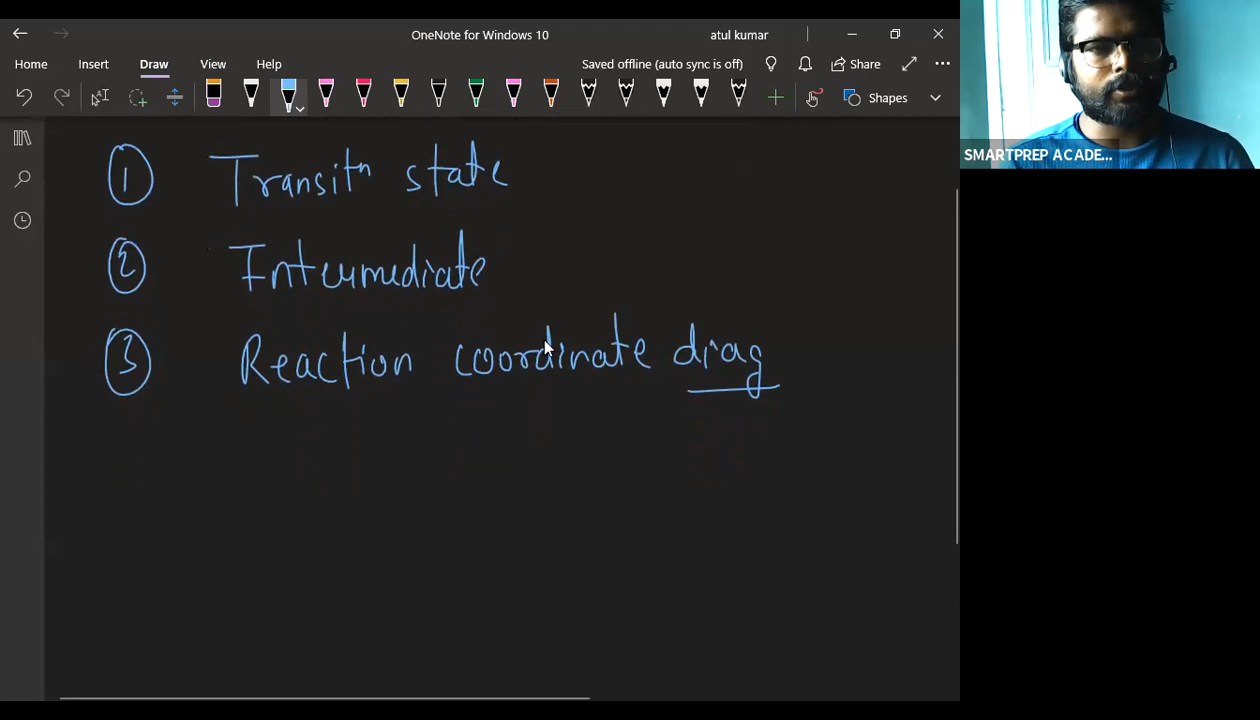 OneNote for Windows 10
atul kumar
Home Insert Draw View Help
Saved offline (auto sync is off)
Share
Shapes
SMARTPREP ACADE...
1 Transitn state
2 Intermediate
3 Reaction coordinate diag